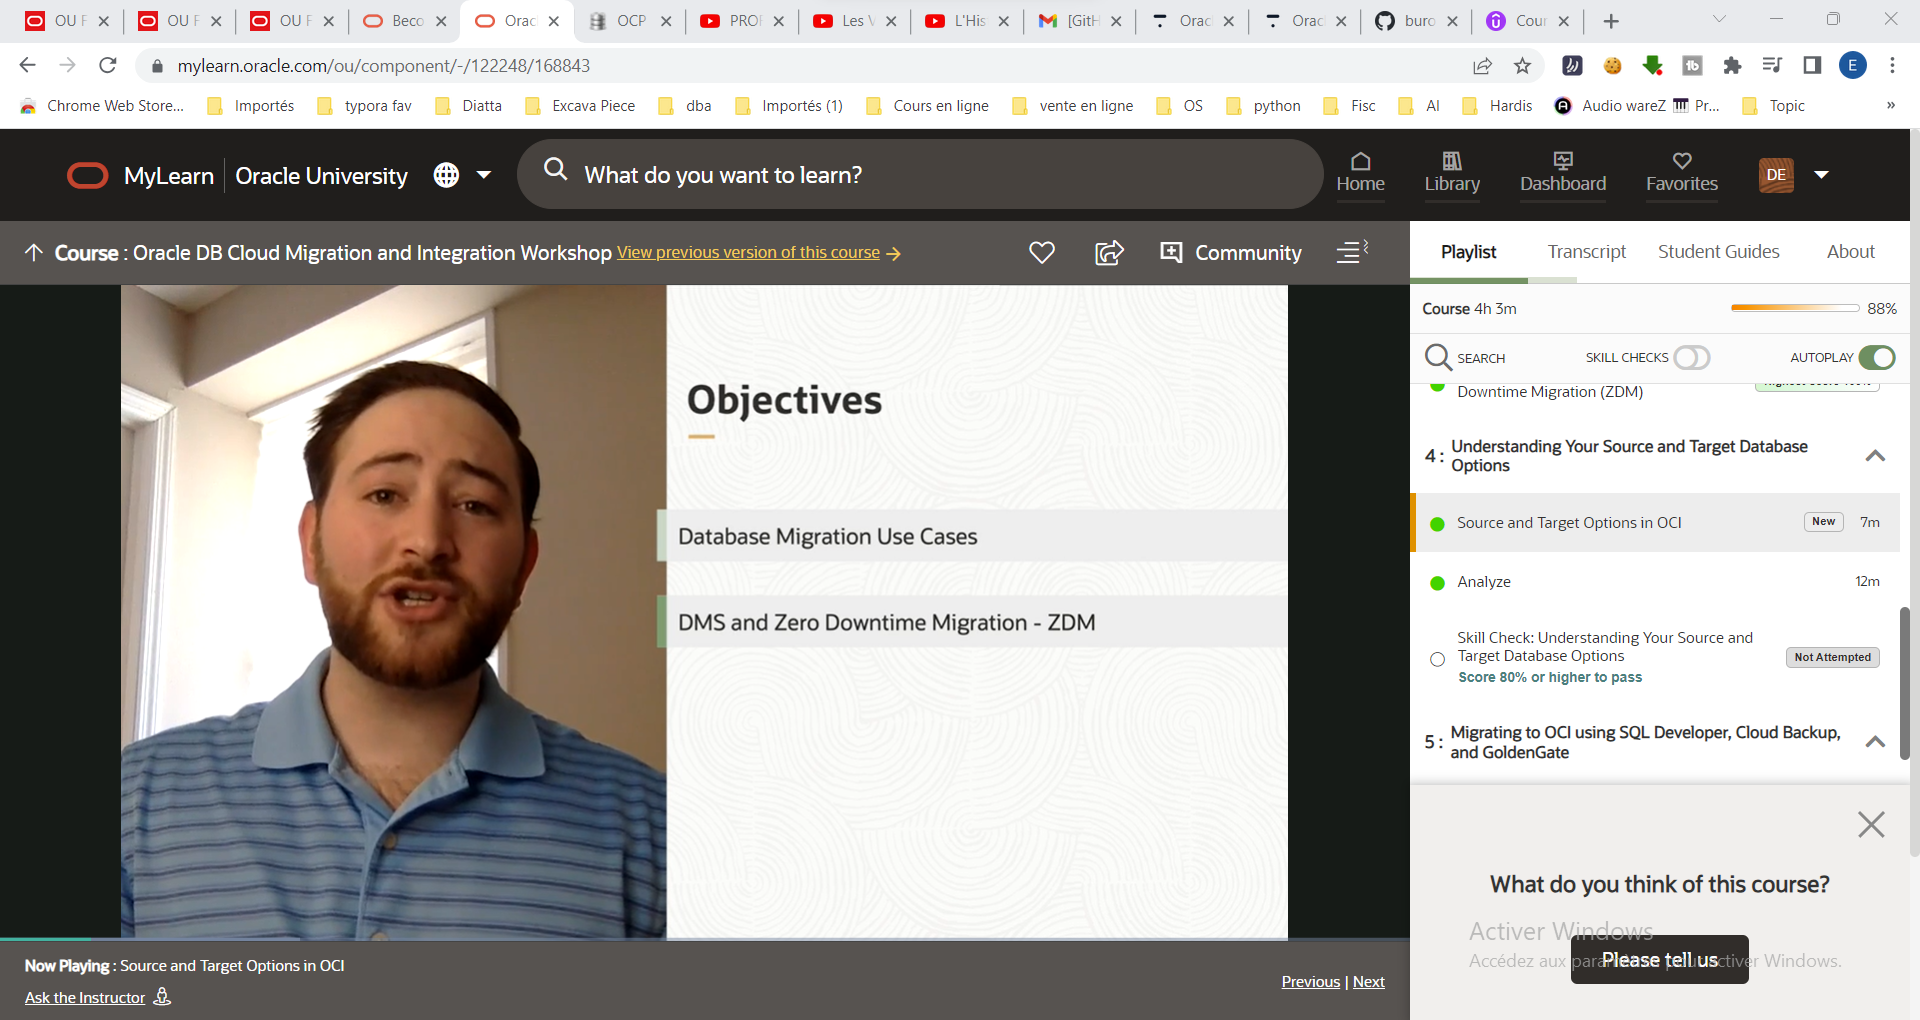 OU F
OU F
OU F
Beco
Orac
OCP
PROF
Les V
L'His
[GitH
Orac
Orac
buro
Cour
mylearn.oracle.com/ou/component/-/122248/168843
E
Chrome Web Store...
Importés
typora fav
Diatta
Excava Piece
dba
Importés (1)
Cours en ligne
vente en ligne
OS
python
Fisc
AI
Hardis
Audio wareZ
Pr...
Topic
»
MyLearn
Oracle University
What do you want to learn?
Home
Library
Dashboard
Favorites
DE
Course : Oracle DB Cloud Migration and Integration Workshop
View previous version of this course
Community
Playlist
Transcript
Student Guides
About
Course 4h 3m
88%
SEARCH
SKILL CHECKS
AUTOPLAY
Downtime Migration (ZDM)
4 : Understanding Your Source and Target Database
Options
Source and Target Options in OCI
New
7m
Analyze
12m
Skill Check: Understanding Your Source and
Target Database Options
Not Attempted
Score 80% or higher to pass
5 : Migrating to OCI using SQL Developer, Cloud Backup,
and GoldenGate
Objectives
Database Migration Use Cases
DMS and Zero Downtime Migration - ZDM
What do you think of this course?
Activer Windows
Accédez aux paramètres pour activer Windows.
Please tell us
Now Playing : Source and Target Options in OCI
Ask the Instructor
Previous | Next